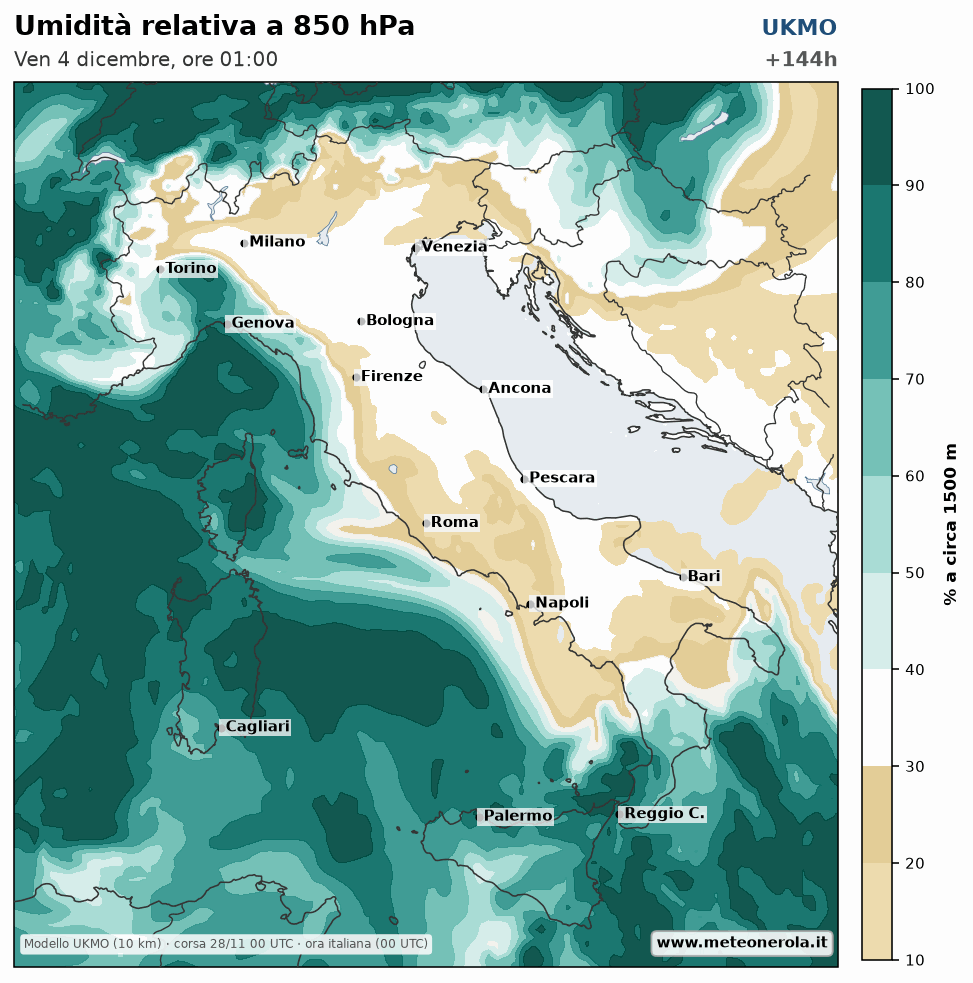 Umidità relativa a 850 hPa
UKMO
Ven 4 dicembre, ore 01:00
+144h
100
90
80
70
60
50
40
30
20
10
% a circa 1500 m
Milano
Venezia
Torino
Genova
Bologna
Firenze
Ancona
Pescara
Roma
Bari
Napoli
Cagliari
Palermo
Reggio C.
Modello UKMO (10 km) · corsa 28/11 00 UTC · ora italiana (00 UTC)
www.meteonerola.it